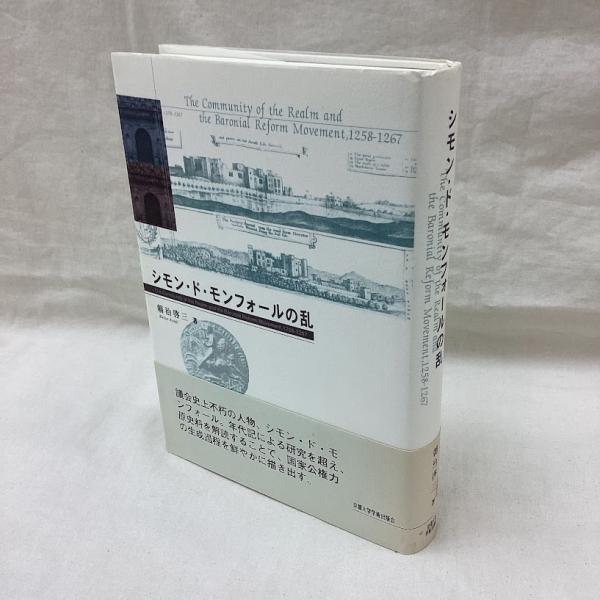 The Community of the Realm and
the Baronial Reform Movement, 1258-1267
シモン・ド・モンフォールの乱
朝治啓三 著
議会史上不朽の人物、シモン・ド・モ
ンフォール。年代記による研究を超え、
原史料を解読することで、国家公権力
の生成過程を鮮やかに描き出す。
京都大学学術出版会
シモン・ド・モンフォールの乱
The Community of the Realm and
the Baronial Reform Movement, 1258-1267